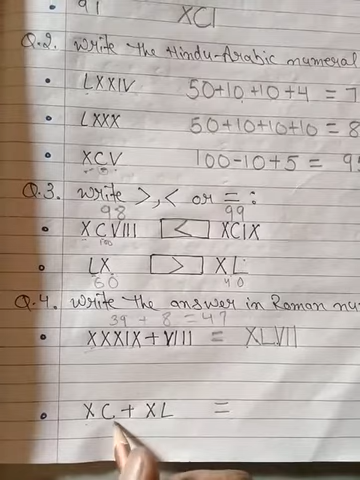 91 XCI
Q.2. Write the Hindu-Arabic numeral
LXXIV 50+10+10+4 = 7
LXXX 50+10+10+10 = 8
XCV 100-10+5 = 9
Q.3. Write >, < or = :
98 99
XCVIII < XCIX
100
LX > XL
60 40
Q.4. Write the answer in Roman nu
39 + 8 = 47
XXXIX + VIII = XLVII
XC + XL =